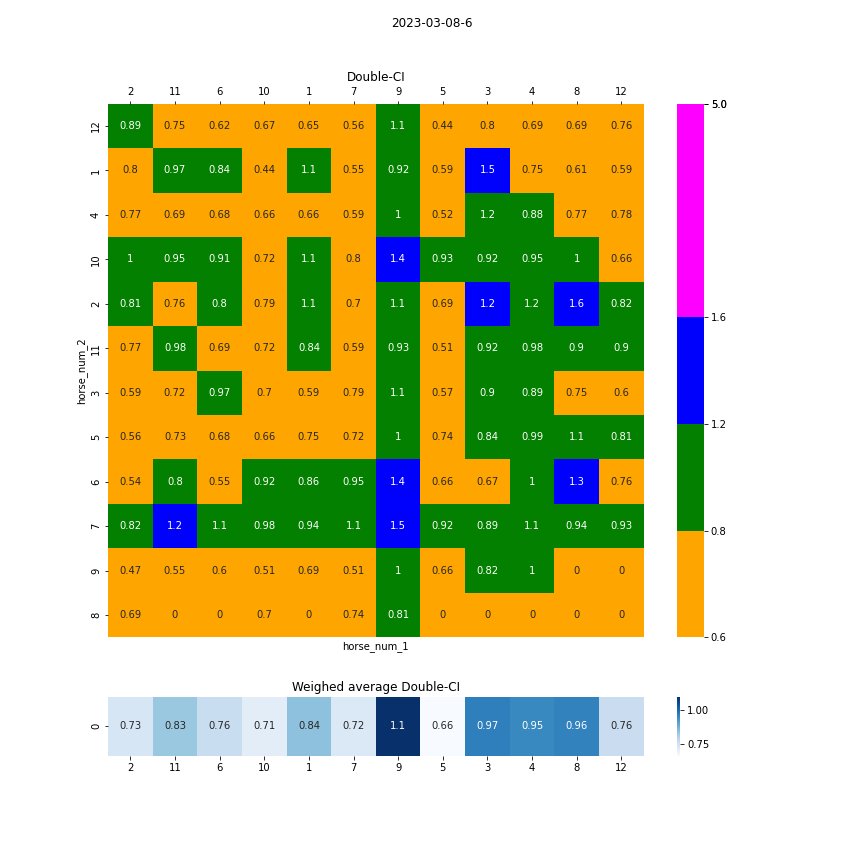 2023-03-08-6
Double-CI
2 11 6 10 1 7 9 5 3 4 8 12
12 0.89 0.75 0.62 0.67 0.65 0.56 1.1 0.44 0.8 0.69 0.69 0.76
1 0.8 0.97 0.84 0.44 1.1 0.55 0.92 0.59 1.5 0.75 0.61 0.59
4 0.77 0.69 0.68 0.66 0.66 0.59 1 0.52 1.2 0.88 0.77 0.78
10 1 0.95 0.91 0.72 1.1 0.8 1.4 0.93 0.92 0.95 1 0.66
2 0.81 0.76 0.8 0.79 1.1 0.7 1.1 0.69 1.2 1.2 1.6 0.82
11 0.77 0.98 0.69 0.72 0.84 0.59 0.93 0.51 0.92 0.98 0.9 0.9
3 0.59 0.72 0.97 0.7 0.59 0.79 1.1 0.57 0.9 0.89 0.75 0.6
5 0.56 0.73 0.68 0.66 0.75 0.72 1 0.74 0.84 0.99 1.1 0.81
6 0.54 0.8 0.55 0.92 0.86 0.95 1.4 0.66 0.67 1 1.3 0.76
7 0.82 1.2 1.1 0.98 0.94 1.1 1.5 0.92 0.89 1.1 0.94 0.93
9 0.47 0.55 0.6 0.51 0.69 0.51 1 0.66 0.82 1 0 0
8 0.69 0 0 0.7 0 0.74 0.81 0 0 0 0 0
horse_num_2
horse_num_1
5.0
1.6
1.2
0.8
0.6
Weighed average Double-CI
0 0.73 0.83 0.76 0.71 0.84 0.72 1.1 0.66 0.97 0.95 0.96 0.76
2 11 6 10 1 7 9 5 3 4 8 12
1.00
0.75